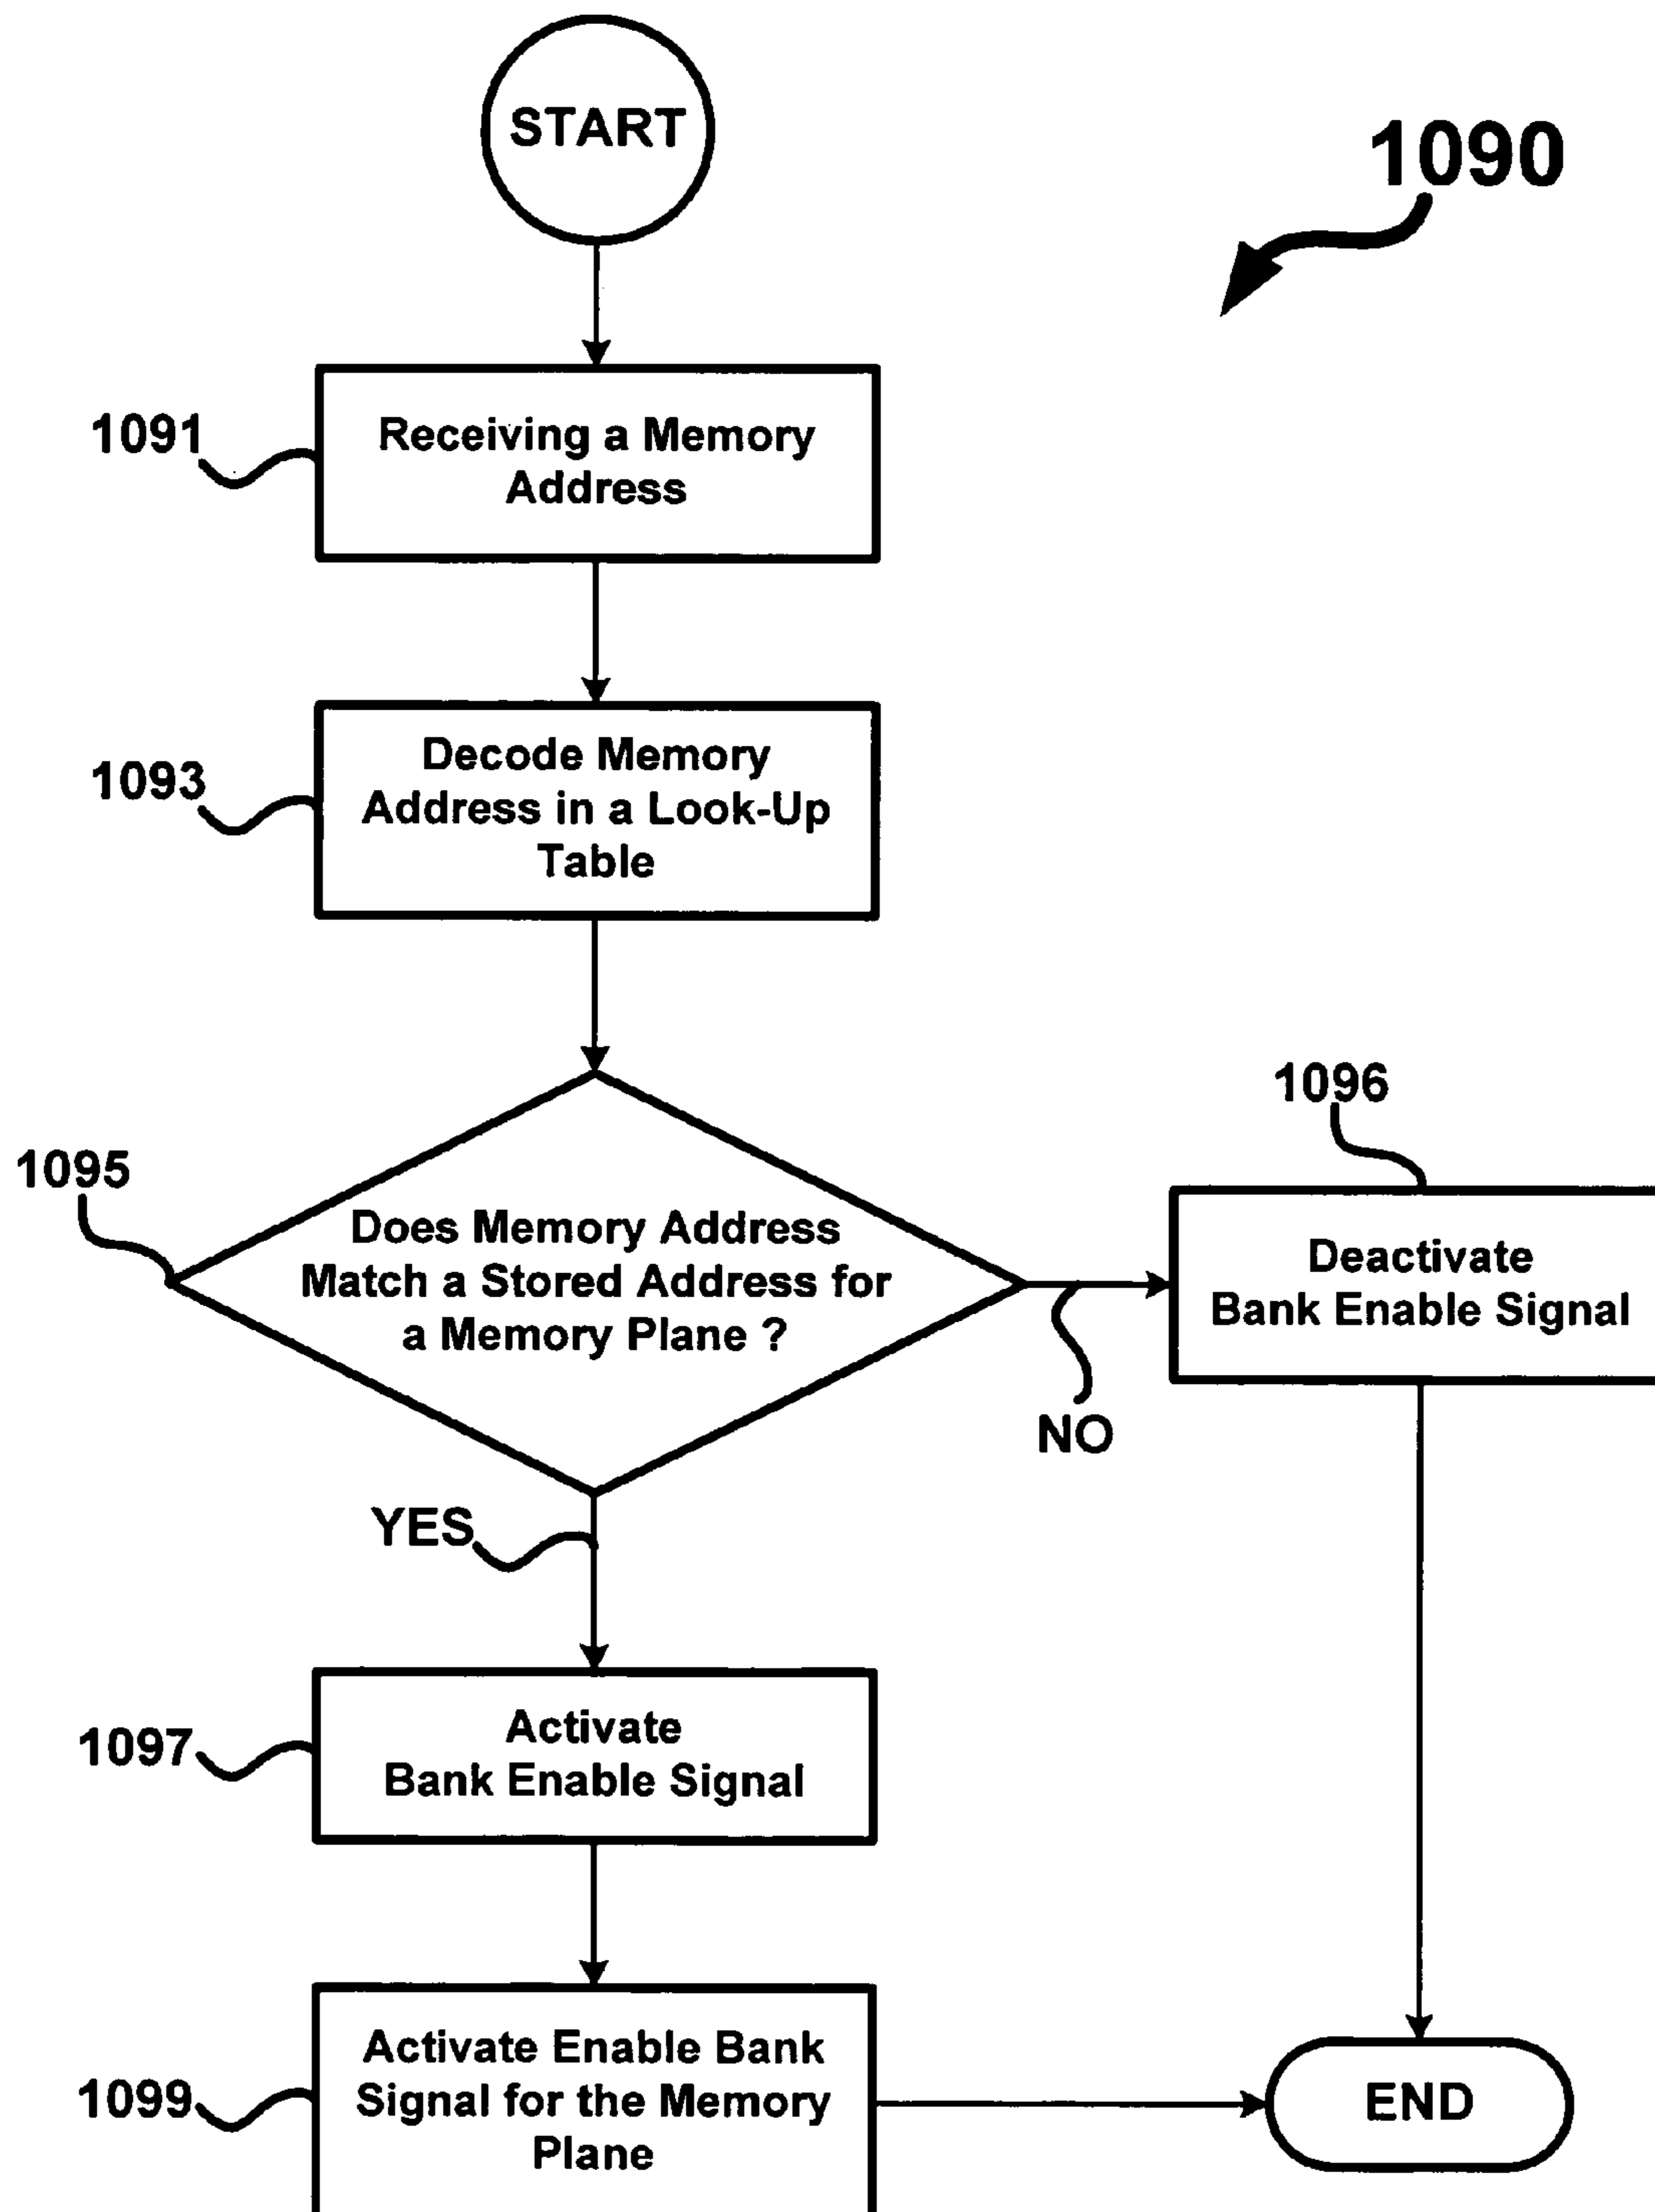 START
1090
1091
Receiving a Memory
Address
1093
Decode Memory
Address in a Look-Up
Table
1095
Does Memory Address
Match a Stored Address for
a Memory Plane ?
1096
Deactivate
Bank Enable Signal
NO
YES
1097
Activate
Bank Enable Signal
1099
Activate Enable Bank
Signal for the Memory
Plane
END